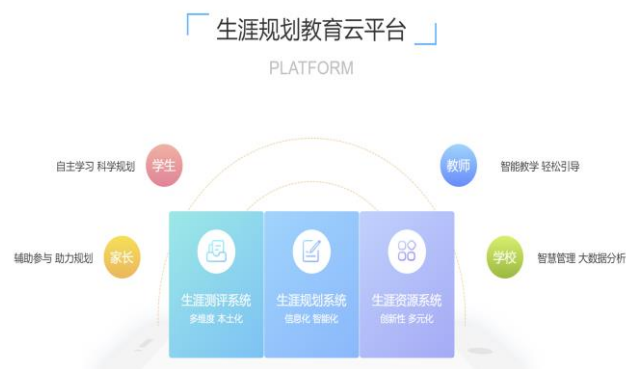 生涯规划教育云平台
PLATFORM
自主学习 科学规划
学生
教师
智能教学 轻松引导
辅助参与 助力规划
家长
学校
智慧管理 大数据分析
生涯测评系统
多维度 本土化
生涯规划系统
信息化 智能化
生涯资源系统
创新性 多元化